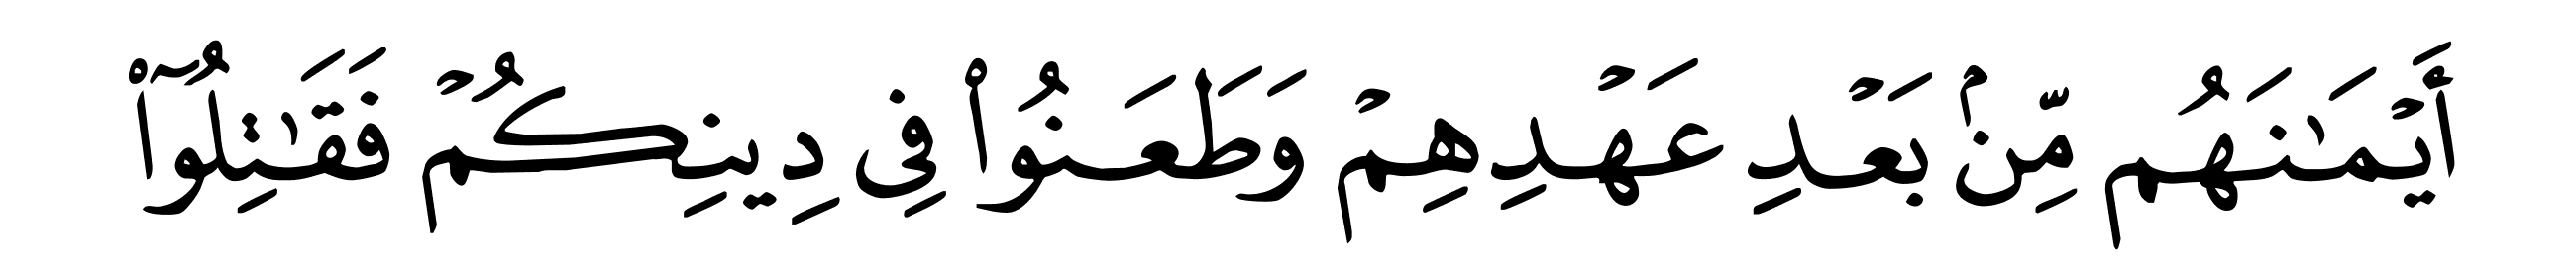 أَيْمَـٰنَهُم مِّنۢ بَعْدِ عَهْدِهِمْ وَطَعَنُوا۟ فِى دِينِكُمْ فَقَـٰتِلُوٓا۟